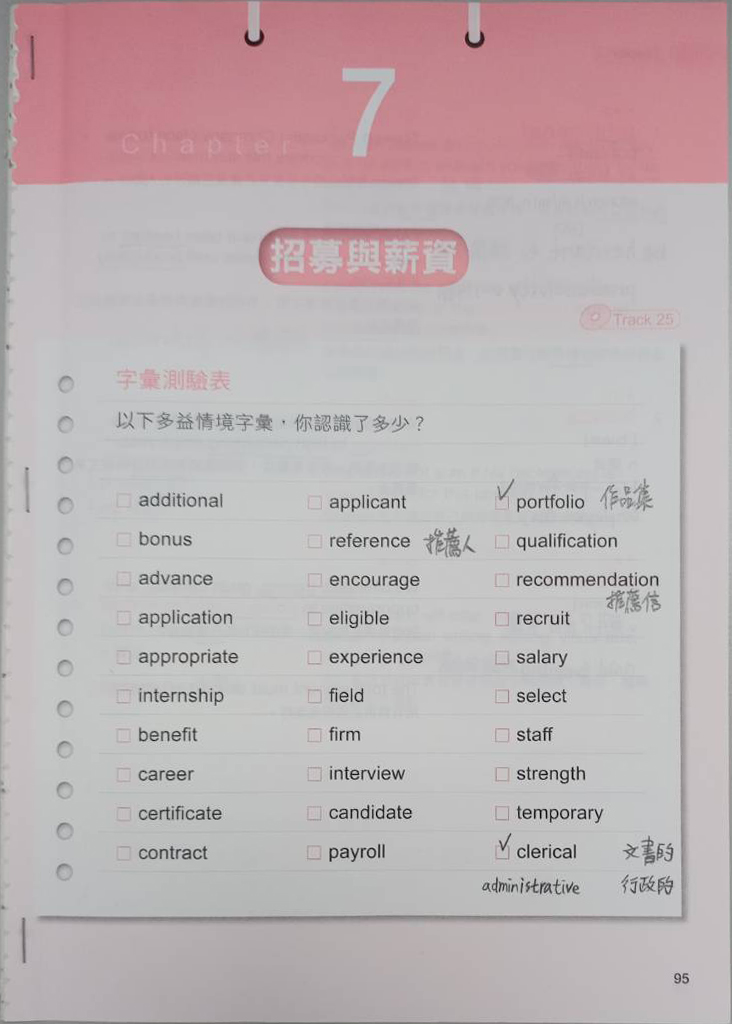 Chapter 7
招募與薪資
Track 25
字彙測驗表
以下多益情境字彙，你認識了多少？
additional applicant portfolio 作品集
bonus reference 推薦人 qualification
advance encourage recommendation
推薦信
application eligible recruit
appropriate experience salary
internship field select
benefit firm staff
career interview strength
certificate candidate temporary
contract payroll clerical 文書的
administrative 行政的
95